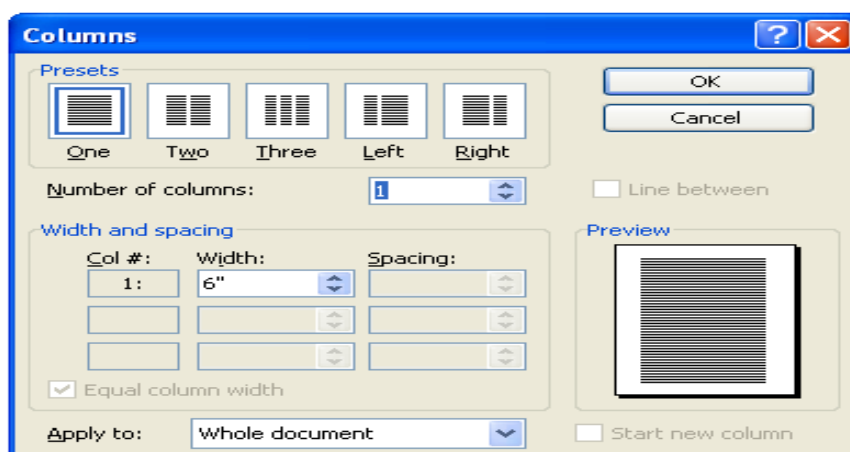 Columns
Presets
OK
Cancel
One Two Three Left Right
Number of columns: 1
Line between
Width and spacing
Preview
Col #: Width: Spacing:
1: 6"
Equal column width
Apply to: Whole document
Start new column